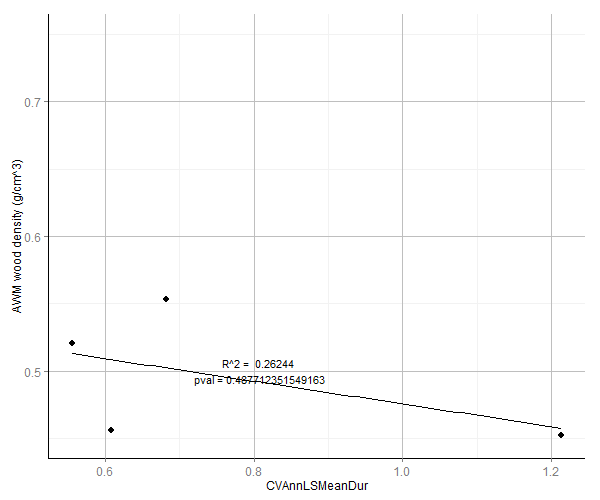 0.7
0.6
0.5
AWM wood density (g/cm^3)
R^2 =  0.26244
pval = 0.487712351549163
0.6
0.8
1.0
1.2
CVAnnLSMeanDur